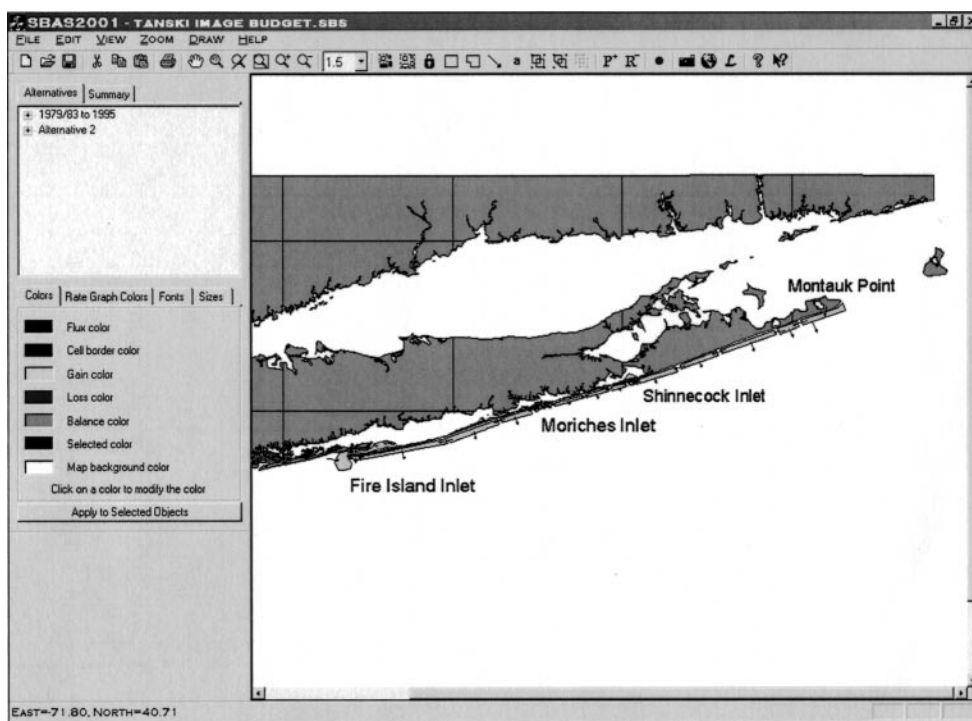 SBAS2001 - TANSKI IMAGE BUDGET.SBS
FILE EDIT VIEW ZOOM DRAW HELP
1.5 a P+ R- L ?
Alternatives Summary
1979/83 to 1995
Alternative 2
Colors Rate Graph Colors Fonts Sizes
Flux color
Cell border color
Gain color
Loss color
Balance color
Selected color
Map background color
Click on a color to modify the color
Apply to Selected Objects
Montauk Point
Shinnecock Inlet
Moriches Inlet
Fire Island Inlet
EAST=-71.80, NORTH=40.71